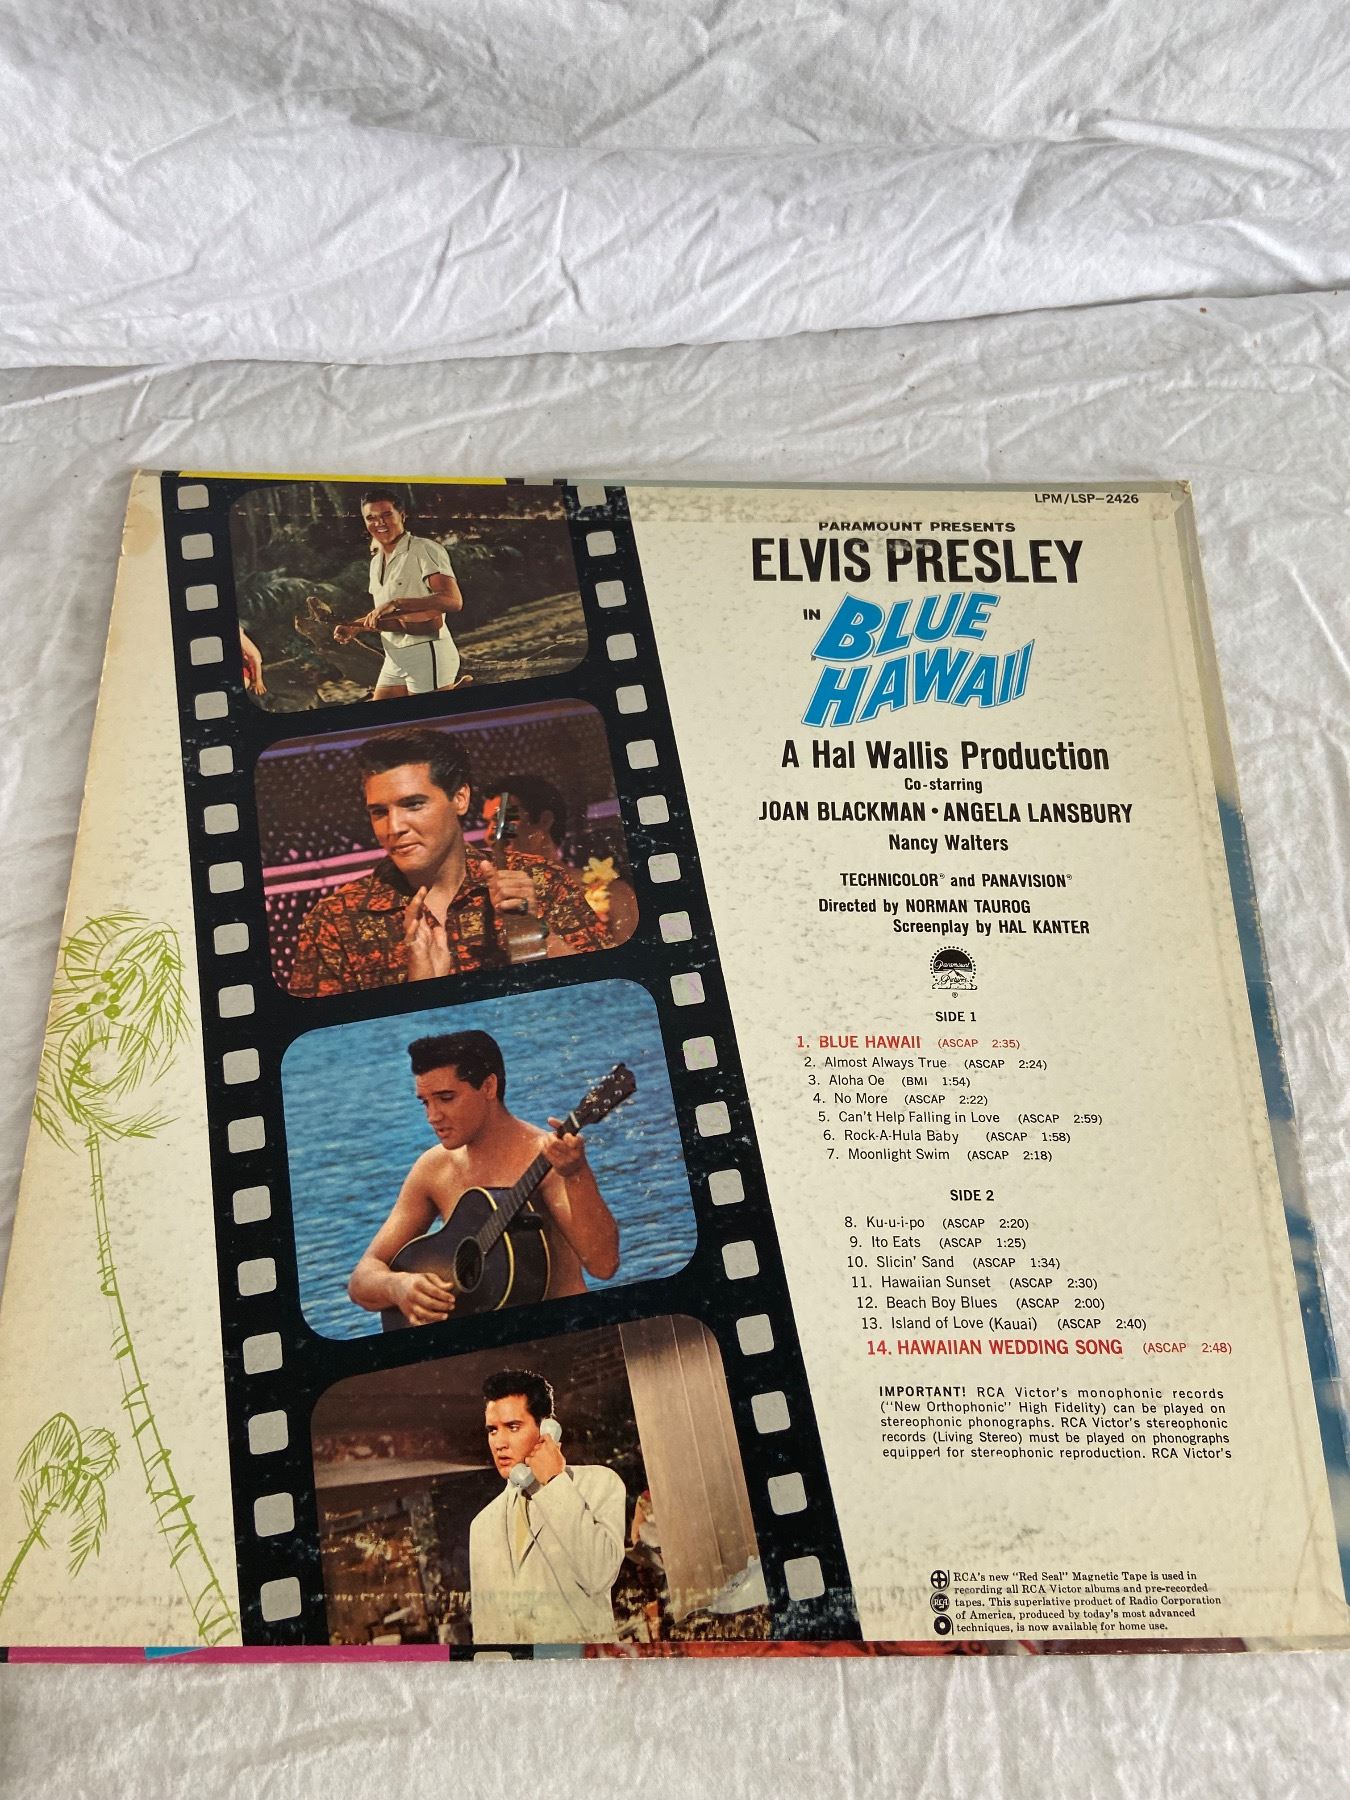 LPM/LSP-2426
PARAMOUNT PRESENTS
ELVIS PRESLEY
IN BLUE
HAWAII
A Hal Wallis Production
Co-starring
JOAN BLACKMAN • ANGELA LANSBURY
Nancy Walters
TECHNICOLOR® and PANAVISION®
Directed by NORMAN TAUROG
Screenplay by HAL KANTER
Paramount
Pictures
®
SIDE 1
1. BLUE HAWAII (ASCAP 2:35)
2. Almost Always True (ASCAP 2:24)
3. Aloha Oe (BMI 1:54)
4. No More (ASCAP 2:22)
5. Can't Help Falling in Love (ASCAP 2:59)
6. Rock-A-Hula Baby (ASCAP 1:58)
7. Moonlight Swim (ASCAP 2:18)
SIDE 2
8. Ku-u-i-po (ASCAP 2:20)
9. Ito Eats (ASCAP 1:25)
10. Slicin' Sand (ASCAP 1:34)
11. Hawaiian Sunset (ASCAP 2:30)
12. Beach Boy Blues (ASCAP 2:00)
13. Island of Love (Kauai) (ASCAP 2:40)
14. HAWAIIAN WEDDING SONG (ASCAP 2:48)
IMPORTANT! RCA Victor's monophonic records
("New Orthophonic" High Fidelity) can be played on
stereophonic phonographs. RCA Victor's stereophonic
records (Living Stereo) must be played on phonographs
equipped for stereophonic reproduction. RCA Victor's
RCA's new "Red Seal" Magnetic Tape is used in
recording all RCA Victor albums and pre-recorded
RCA tapes. This superlative product of Radio Corporation
of America, produced by today's most advanced
techniques, is now available for home use.